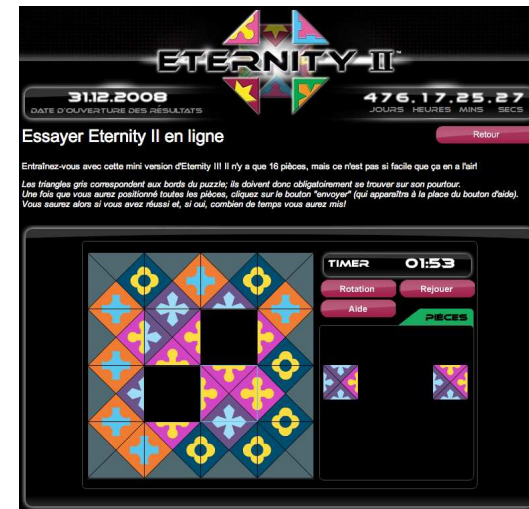 ETERNITY II™
31.12.2008
DATE D'OUVERTURE DES RÉSULTATS
476.17.25.27
JOURS HEURES MINS SECS
Essayer Eternity II en ligne
Retour
Entraînez-vous avec cette mini version d'Eternity II! Il n'y a que 16 pièces, mais ce n'est pas si facile que ça en a l'air!
Les triangles gris correspondent aux bords du puzzle; ils doivent donc obligatoirement se trouver sur son pourtour.
Une fois que vous aurez positionné toutes les pièces, cliquez sur le bouton "envoyer" (qui apparaîtra à la place du bouton d'aide).
Vous saurez alors si vous avez réussi et, si oui, combien de temps vous aurez mis!
TIMER 01:53
Rotation Rejouer
Aide
PIÈCES